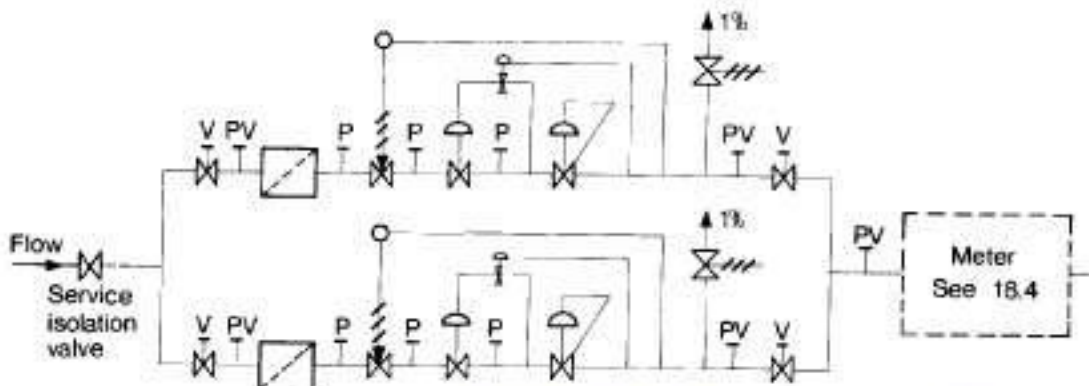 1%
V PV P P P PV V
Flow
Service
isolation
valve
1%
PV
Meter
See 18.4
V PV P P P PV V